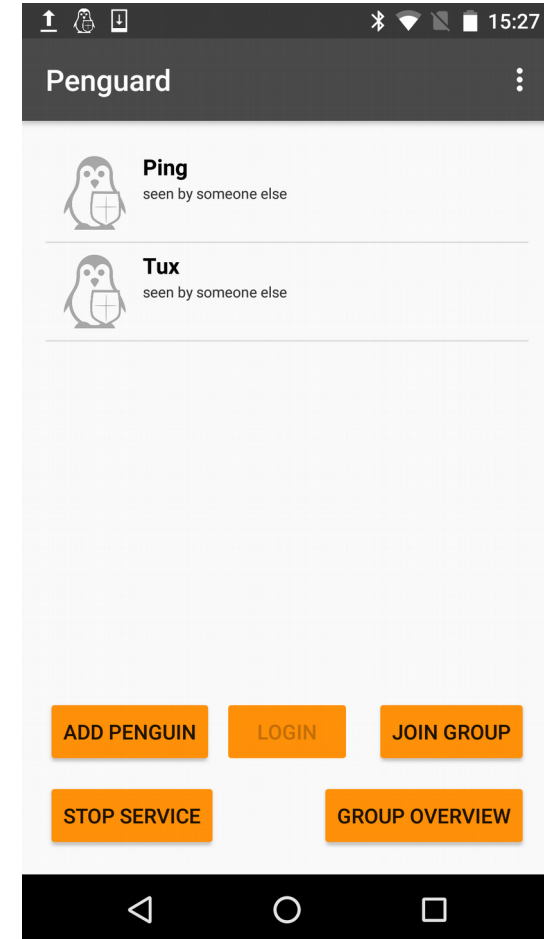 15:27
Penguard
Ping
seen by someone else
Tux
seen by someone else
ADD PENGUIN LOGIN JOIN GROUP
STOP SERVICE GROUP OVERVIEW